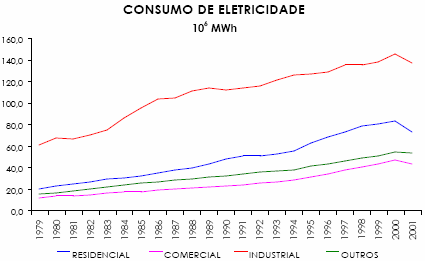 CONSUMO DE ELETRICIDADE
10⁶ MWh
160,0
140,0
120,0
100,0
80,0
60,0
40,0
20,0
0,0
1979 1980 1981 1982 1983 1984 1985 1986 1987 1988 1989 1990 1991 1992 1993 1994 1995 1996 1997 1998 1999 2000 2001
RESIDENCIAL COMERCIAL INDUSTRIAL OUTROS